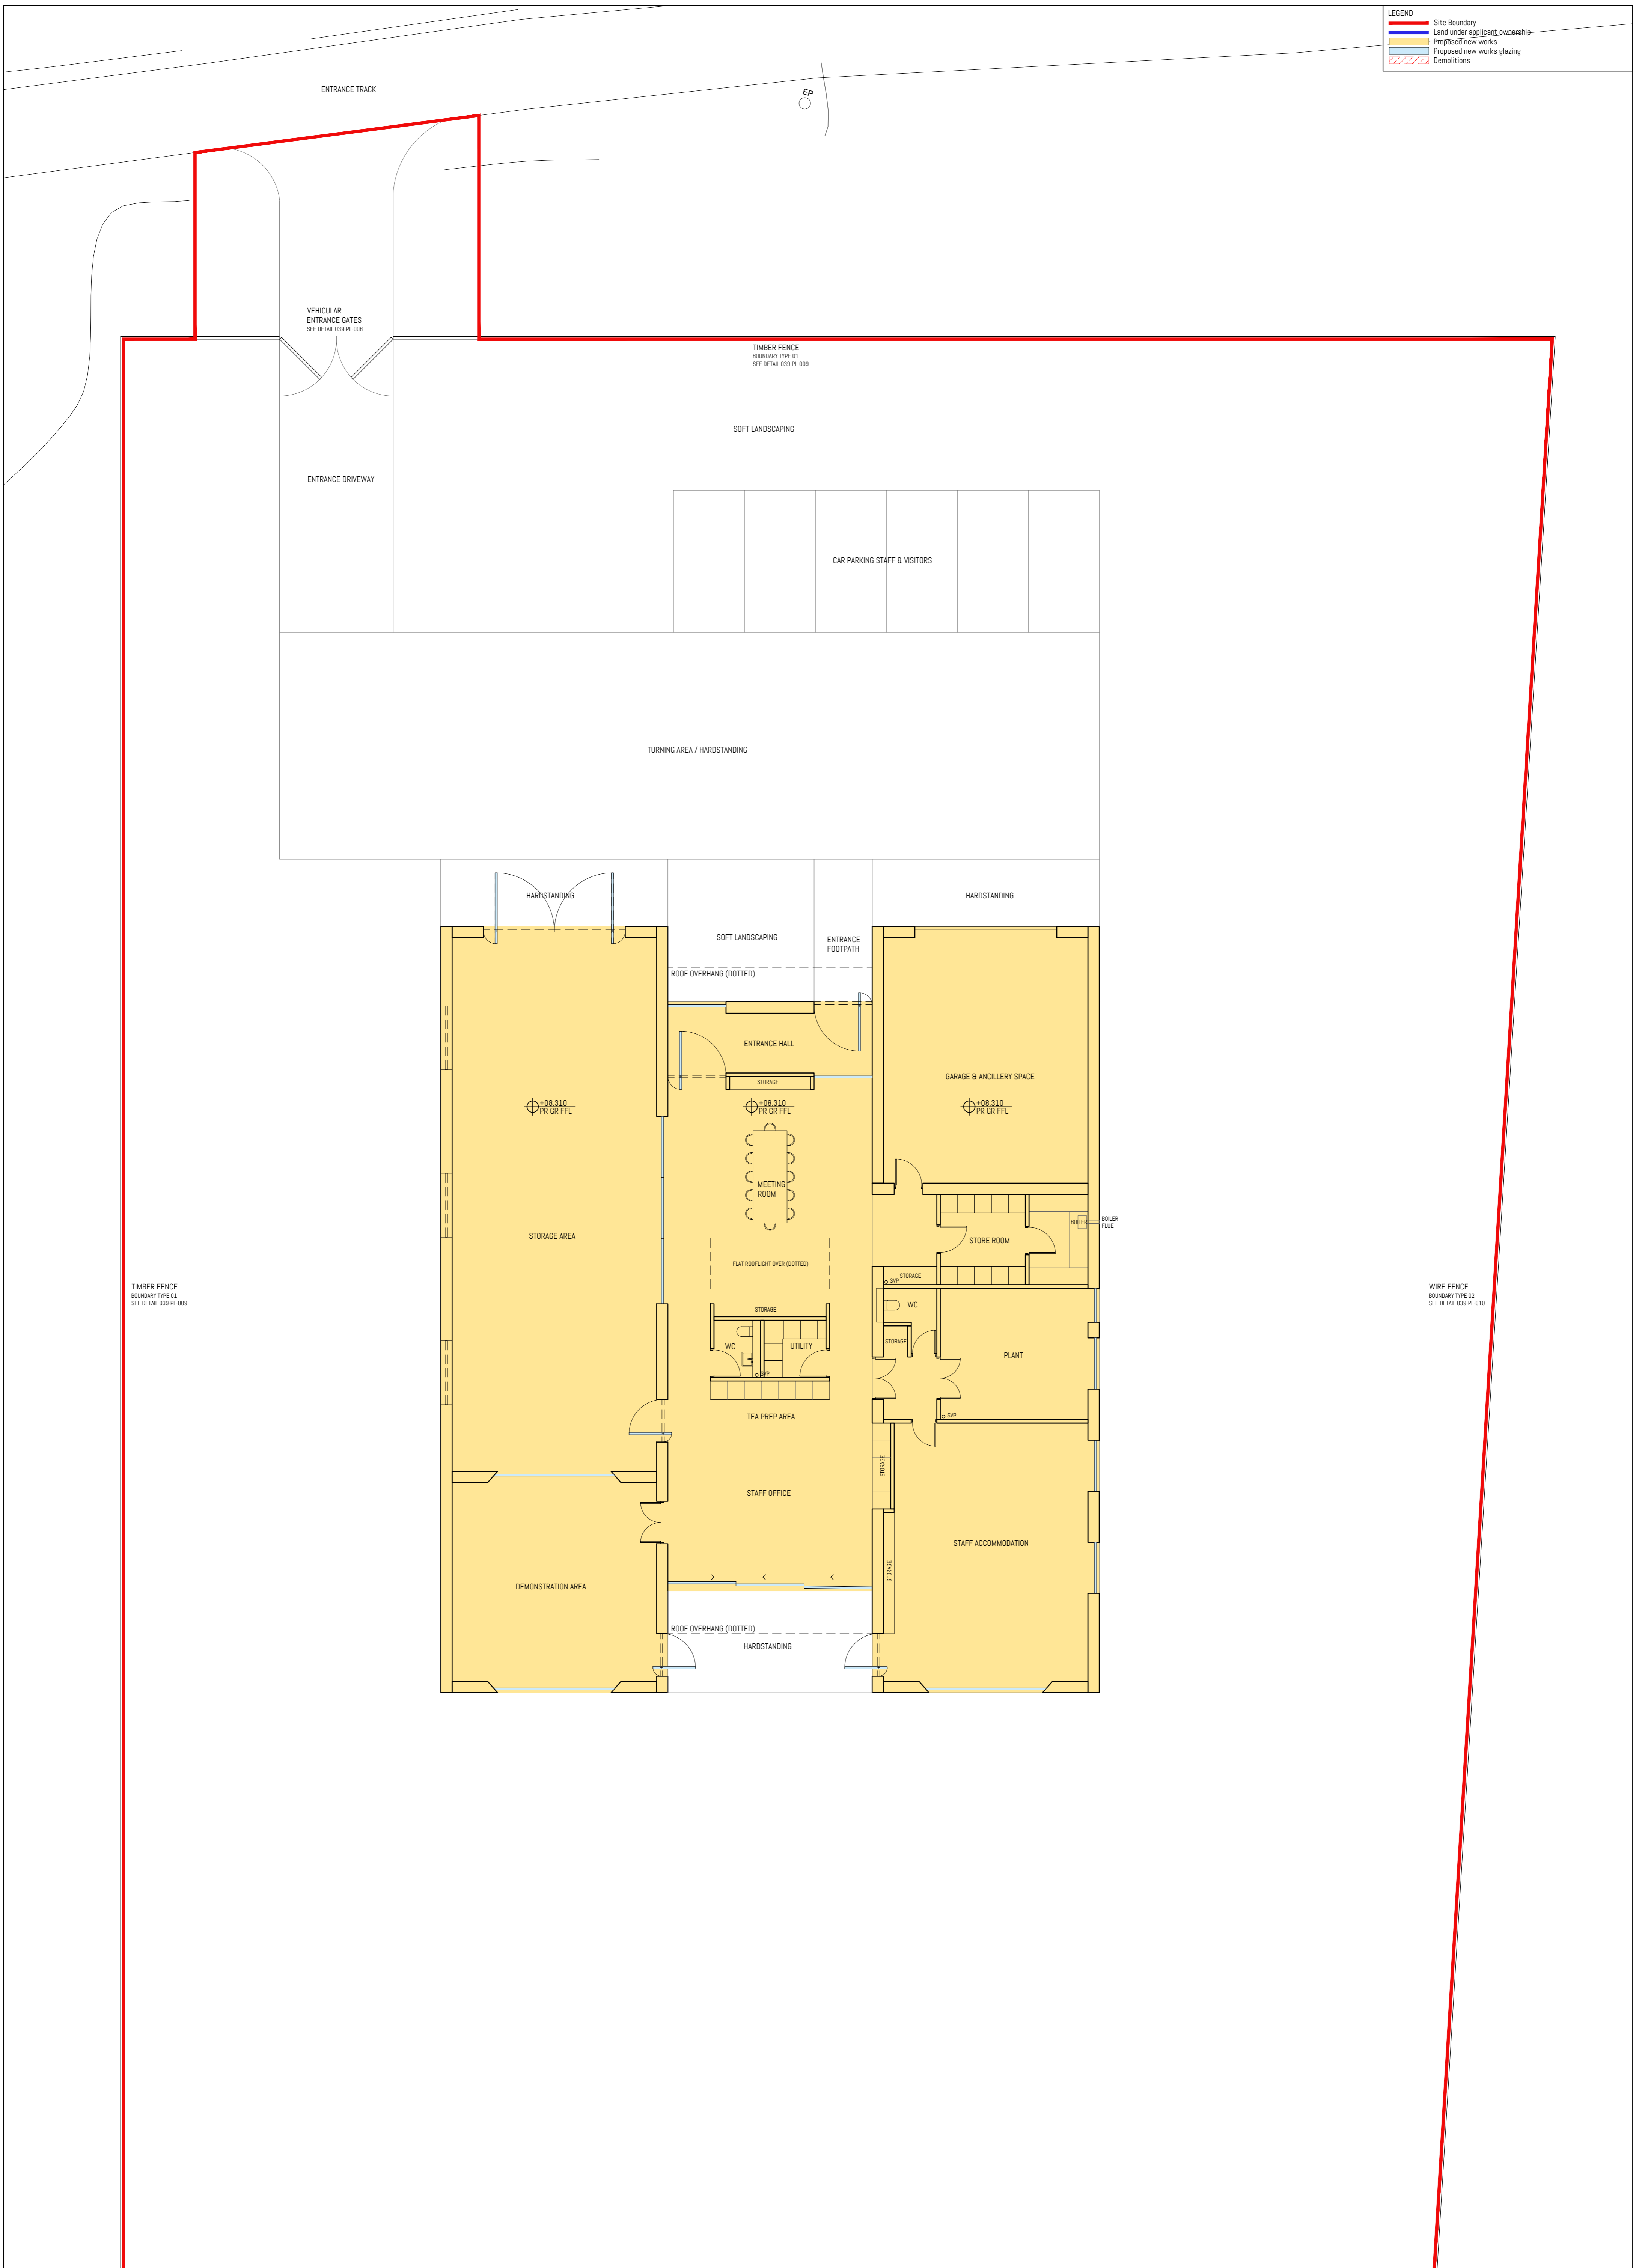 LEGEND
Site Boundary
Land under applicant ownership
Proposed new works
Proposed new works glazing
Demolitions
ENTRANCE TRACK
EP
VEHICULAR
ENTRANCE GATES
SEE DETAIL 039-PL-008
TIMBER FENCE
BOUNDARY TYPE 01
SEE DETAIL 039-PL-009
SOFT LANDSCAPING
ENTRANCE DRIVEWAY
CAR PARKING STAFF & VISITORS
TURNING AREA / HARDSTANDING
HARDSTANDING
HARDSTANDING
SOFT LANDSCAPING
ENTRANCE
FOOTPATH
ROOF OVERHANG (DOTTED)
ENTRANCE HALL
GARAGE & ANCILLERY SPACE
STORAGE
+08.310
PR GR FFL
+08.310
PR GR FFL
+08.310
PR GR FFL
MEETING
ROOM
BOILER
BOILER
FLUE
STORAGE AREA
STORE ROOM
FLAT ROOFLIGHT OVER (DOTTED)
STORAGE
SVP
TIMBER FENCE
BOUNDARY TYPE 01
SEE DETAIL 039-PL-009
WIRE FENCE
BOUNDARY TYPE 02
SEE DETAIL 039-PL-010
STORAGE
WC
WC
UTILITY
STORAGE
PLANT
SVP
TEA PREP AREA
SVP
STORAGE
STAFF OFFICE
STAFF ACCOMMODATION
STORAGE
DEMONSTRATION AREA
ROOF OVERHANG (DOTTED)
HARDSTANDING